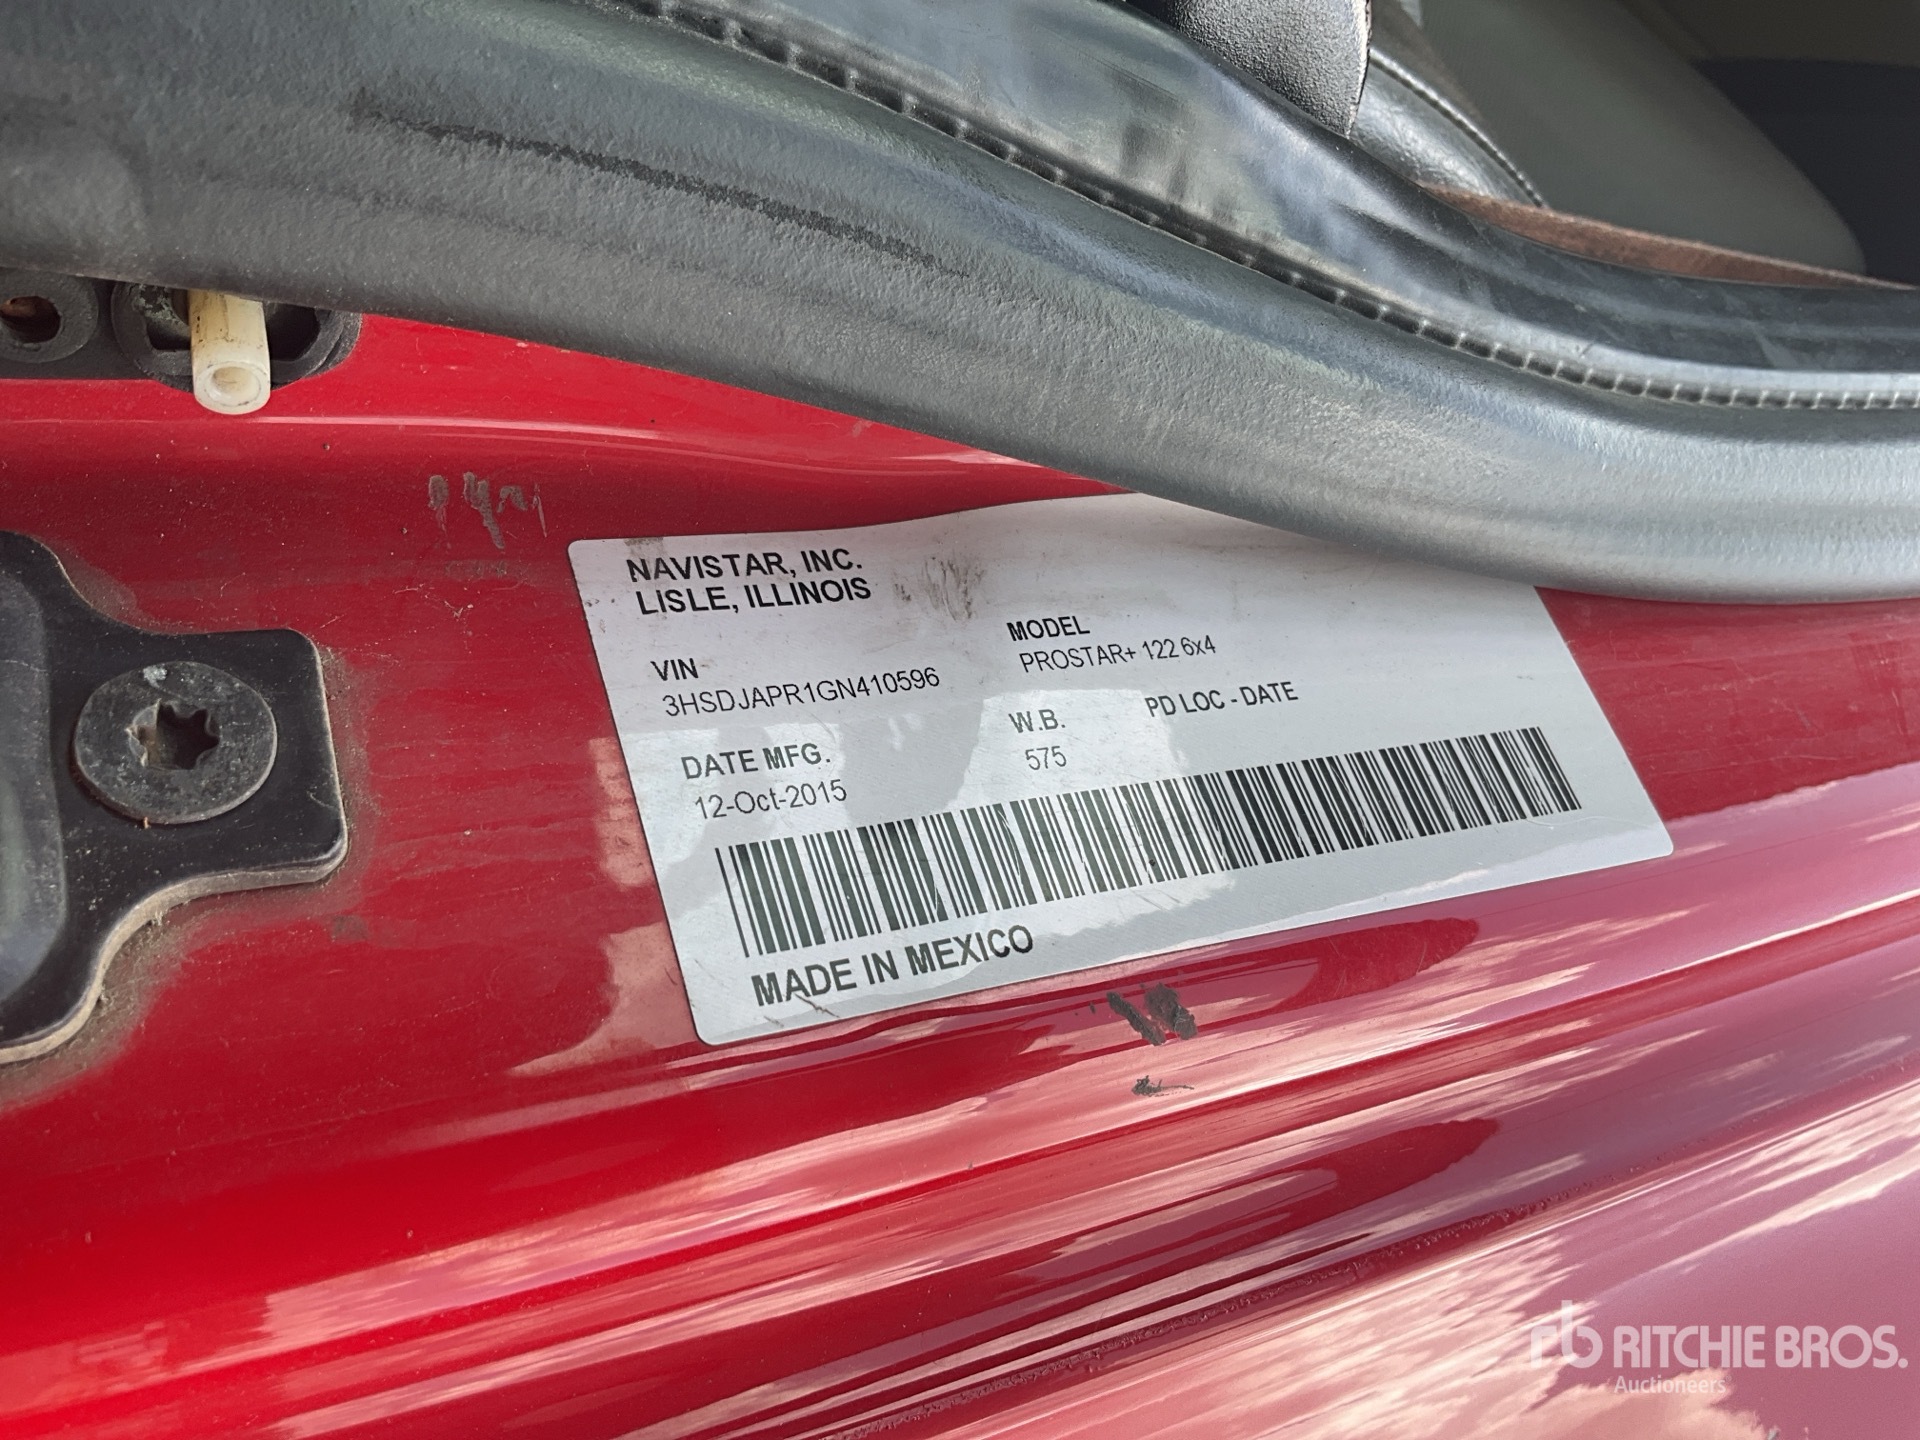 NAVISTAR, INC.
LISLE, ILLINOIS
VIN
3HSDJAPR1GN410596
MODEL
PROSTAR+ 122 6x4
DATE MFG.
12-Oct-2015
W.B.
575
PD LOC - DATE
MADE IN MEXICO
rb RITCHIE BROS.
Auctioneers